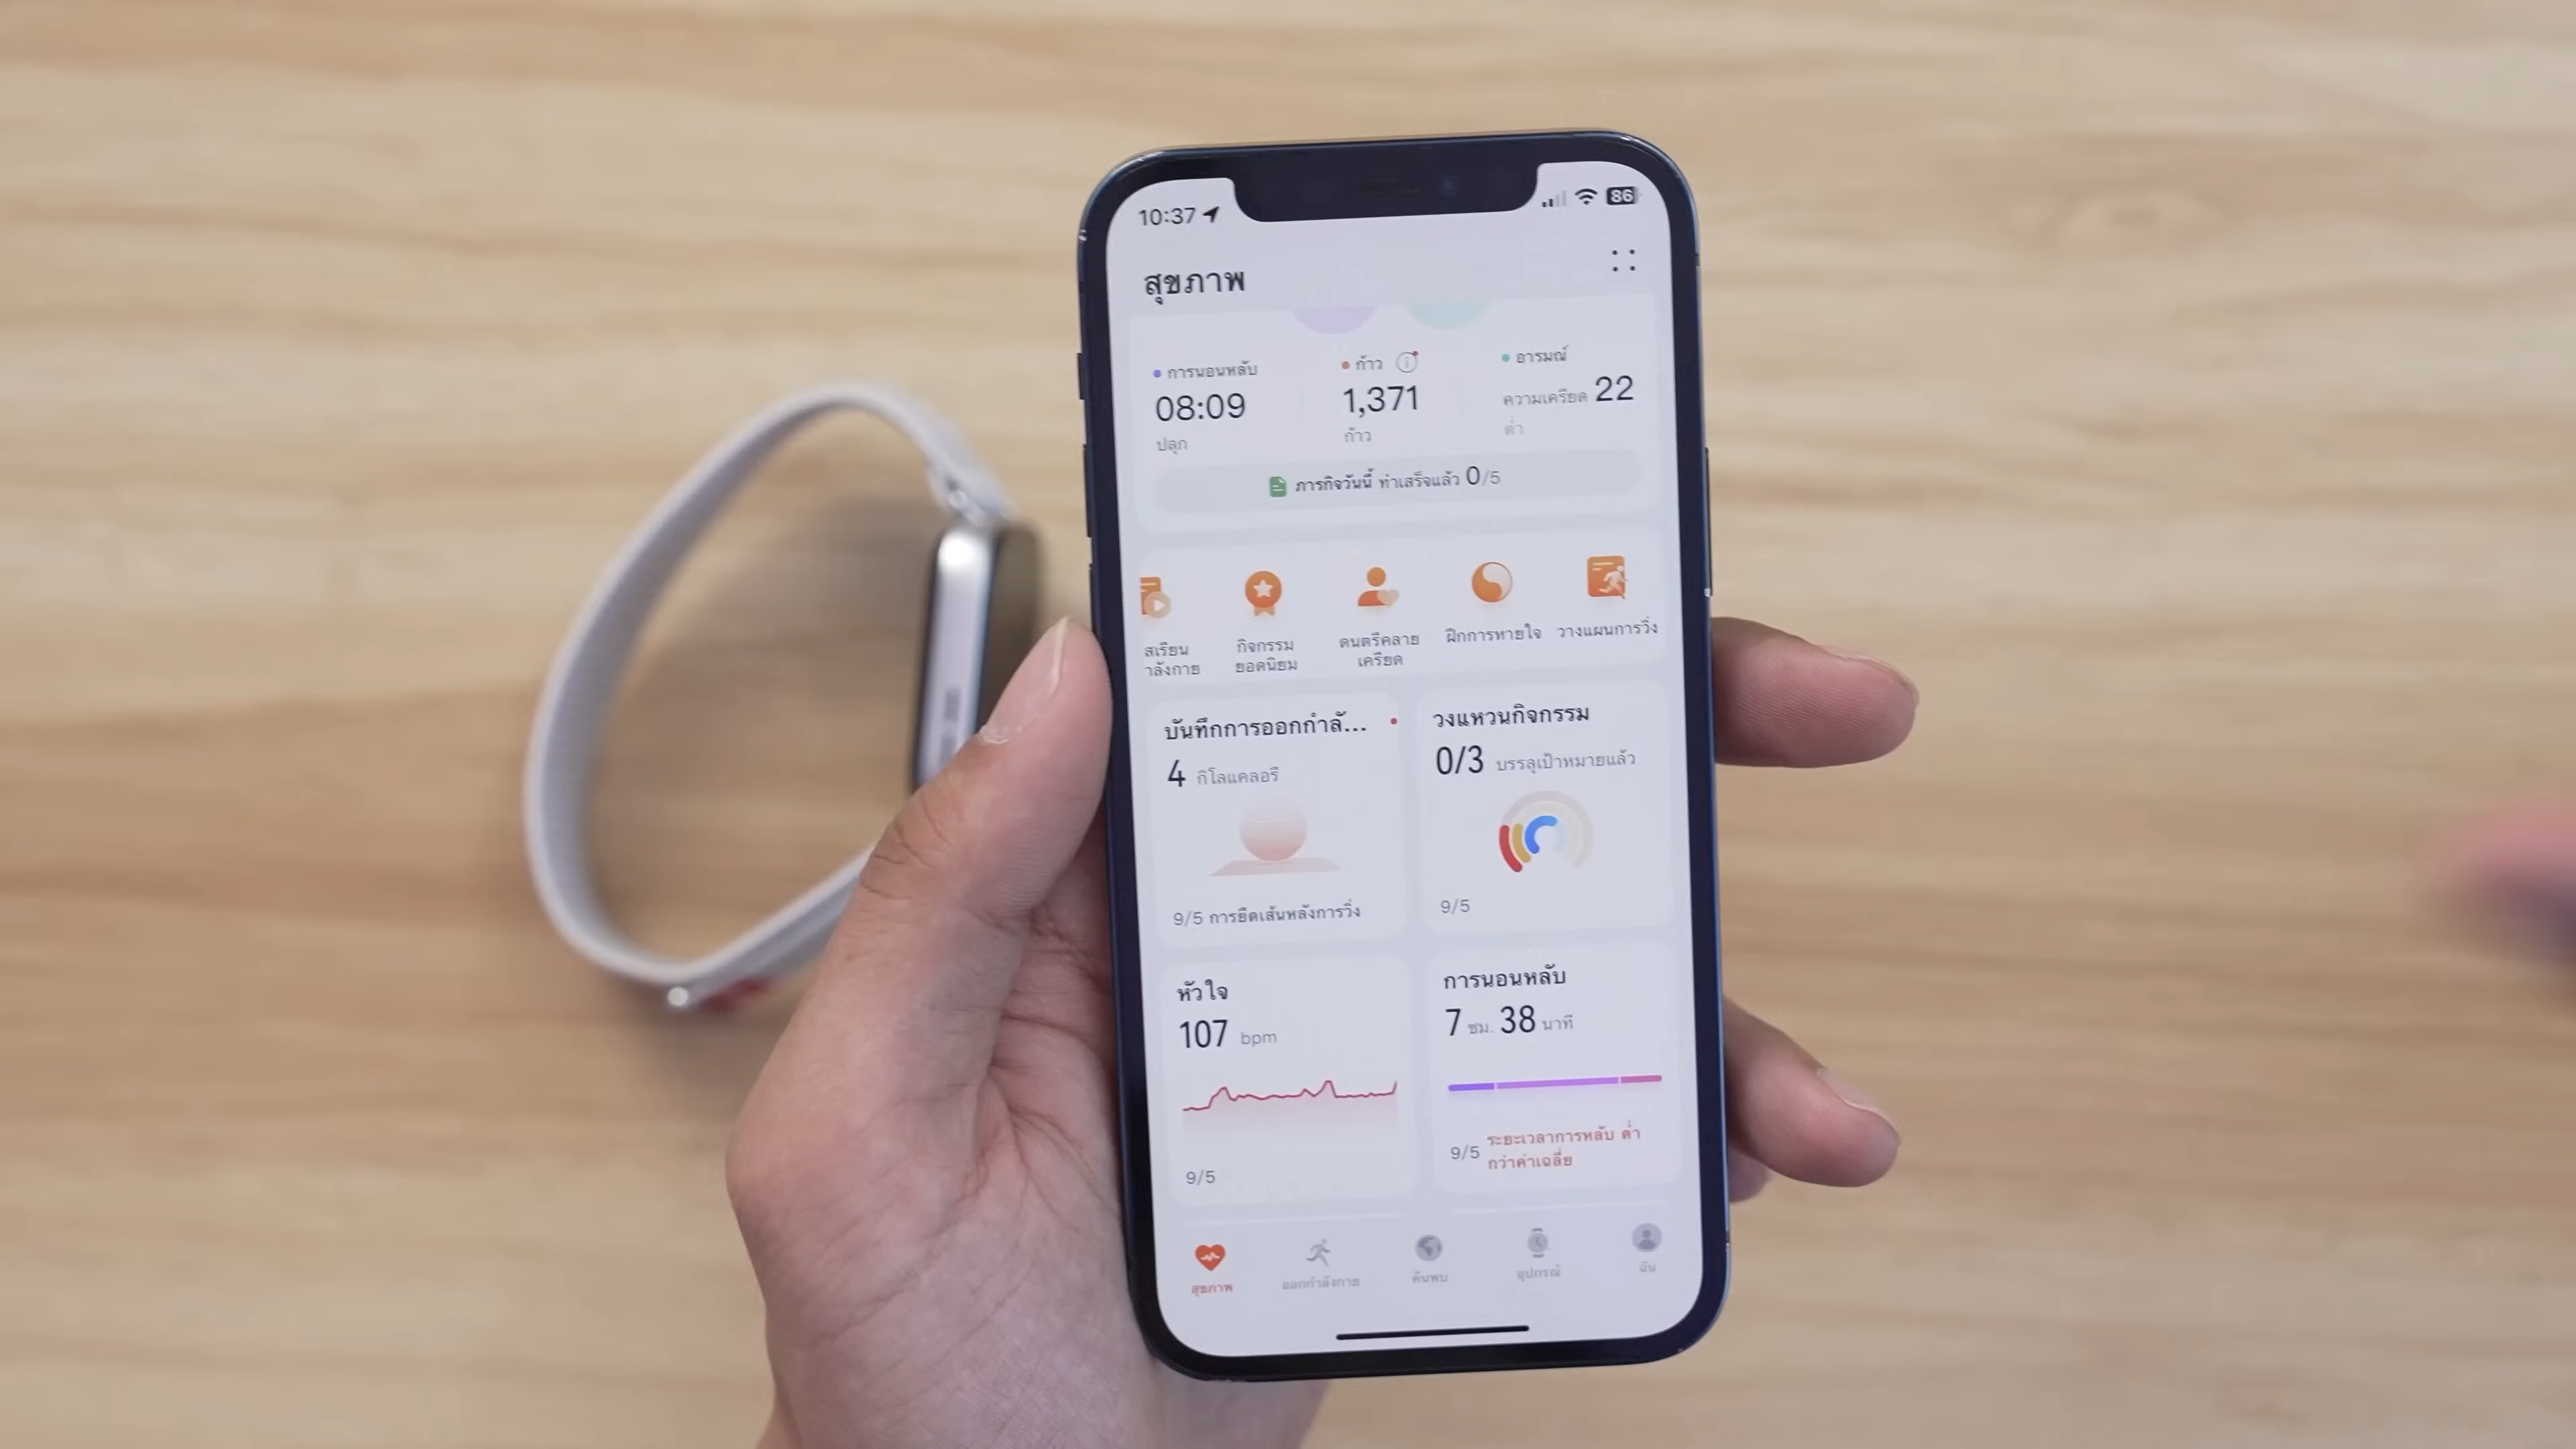 10:37
86
สุขภาพ
การนอนหลับ
08:09
ปลุก
ก้าว
1,371
ก้าว
อารมณ์
ความเครียด 22
ต่ำ
ภารกิจวันนี้ ทำเสร็จแล้ว 0/5
สเรียน
าลังกาย
กิจกรรม
ยอดนิยม
ดนตรีคลาย
เครียด
ฝึกการหายใจ
วางแผนการวิ่ง
บันทึกการออกกำลั...
4 กิโลแคลอรี
9/5 การยืดเส้นหลังการวิ่ง
วงแหวนกิจกรรม
0/3 บรรลุเป้าหมายแล้ว
9/5
หัวใจ
107 bpm
9/5
การนอนหลับ
7 ชม. 38 นาที
9/5 ระยะเวลาการหลับ ต่ำ
กว่าค่าเฉลี่ย
สุขภาพ
ออกกำลังกาย
ค้นพบ
อุปกรณ์
ฉัน